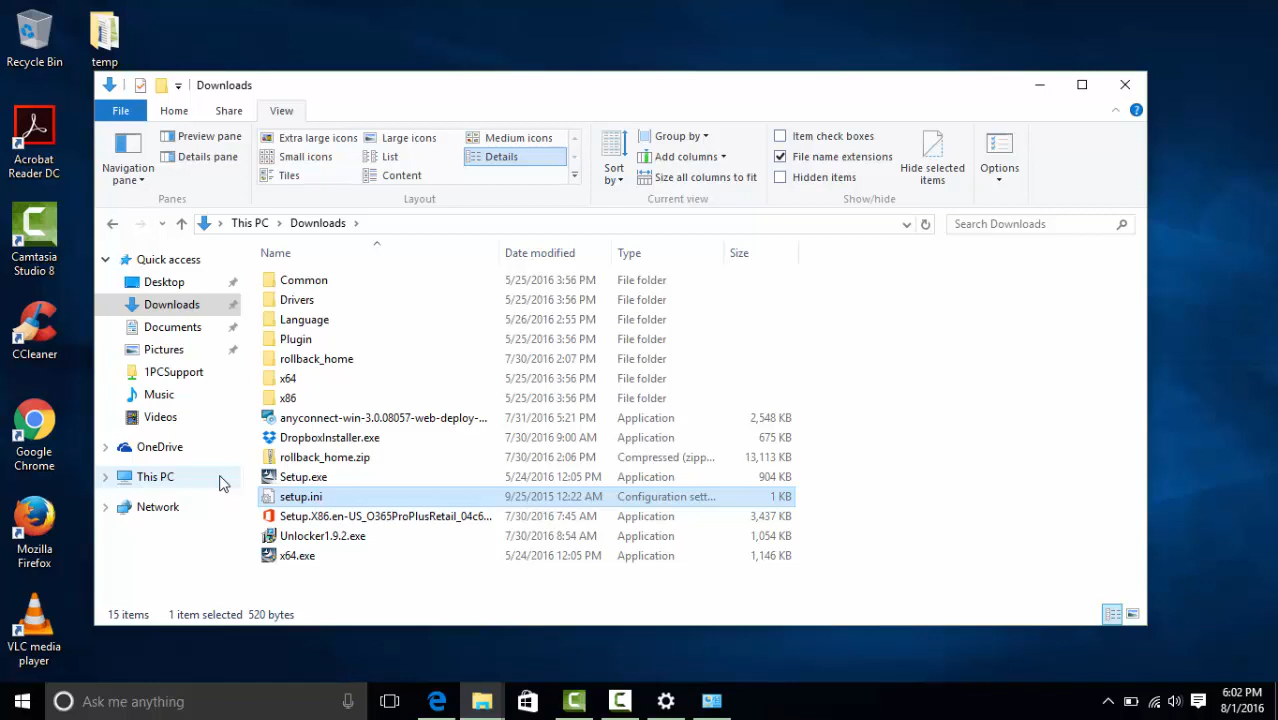 Recycle Bin
temp
Acrobat
Reader DC
Camtasia
Studio 8
CCleaner
Google
Chrome
Mozilla
Firefox
VLC media
player
Downloads
File Home Share View
Navigation
pane
Preview pane
Details pane
Panes
Extra large icons Large icons Medium icons
Small icons List Details
Tiles Content
Layout
Sort
by
Group by
Add columns
Size all columns to fit
Current view
Item check boxes
File name extensions
Hidden items
Hide selected
items
Show/hide
Options
This PC Downloads
Search Downloads
Quick access
Desktop
Downloads
Documents
Pictures
1PCSupport
Music
Videos
OneDrive
This PC
Network
Name Date modified Type Size
Common 5/25/2016 3:56 PM File folder
Drivers 5/25/2016 3:56 PM File folder
Language 5/26/2016 2:55 PM File folder
Plugin 5/25/2016 3:56 PM File folder
rollback_home 7/30/2016 2:07 PM File folder
x64 5/25/2016 3:56 PM File folder
x86 5/25/2016 3:56 PM File folder
anyconnect-win-3.0.08057-web-deploy-... 7/31/2016 5:21 PM Application 2,548 KB
DropboxInstaller.exe 7/30/2016 9:00 AM Application 675 KB
rollback_home.zip 7/30/2016 2:06 PM Compressed (zipp... 13,113 KB
Setup.exe 5/24/2016 12:05 PM Application 904 KB
setup.ini 9/25/2015 12:22 AM Configuration sett... 1 KB
Setup.X86.en-US_O365ProPlusRetail_04c6... 7/30/2016 7:45 AM Application 3,437 KB
Unlocker1.9.2.exe 7/30/2016 8:54 AM Application 1,054 KB
x64.exe 5/24/2016 12:05 PM Application 1,146 KB
15 items 1 item selected 520 bytes
Ask me anything
6:02 PM
8/1/2016